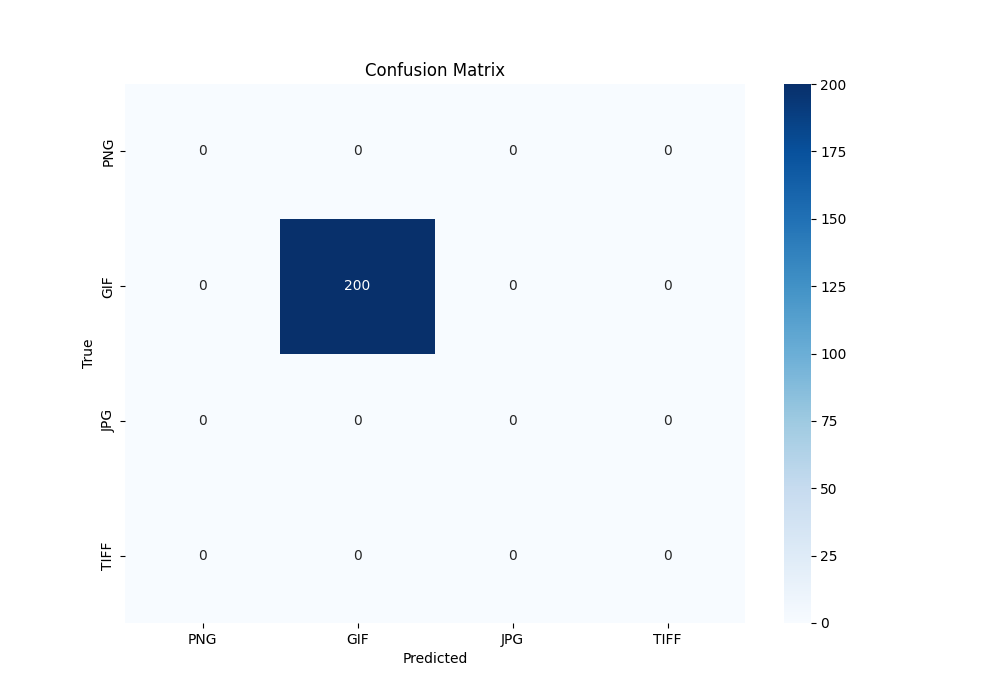 Confusion Matrix
PNG 0 0 0 0
GIF 0 200 0 0
JPG 0 0 0 0
TIFF 0 0 0 0
True
PNG GIF JPG TIFF
Predicted
200
175
150
125
100
75
50
25
0